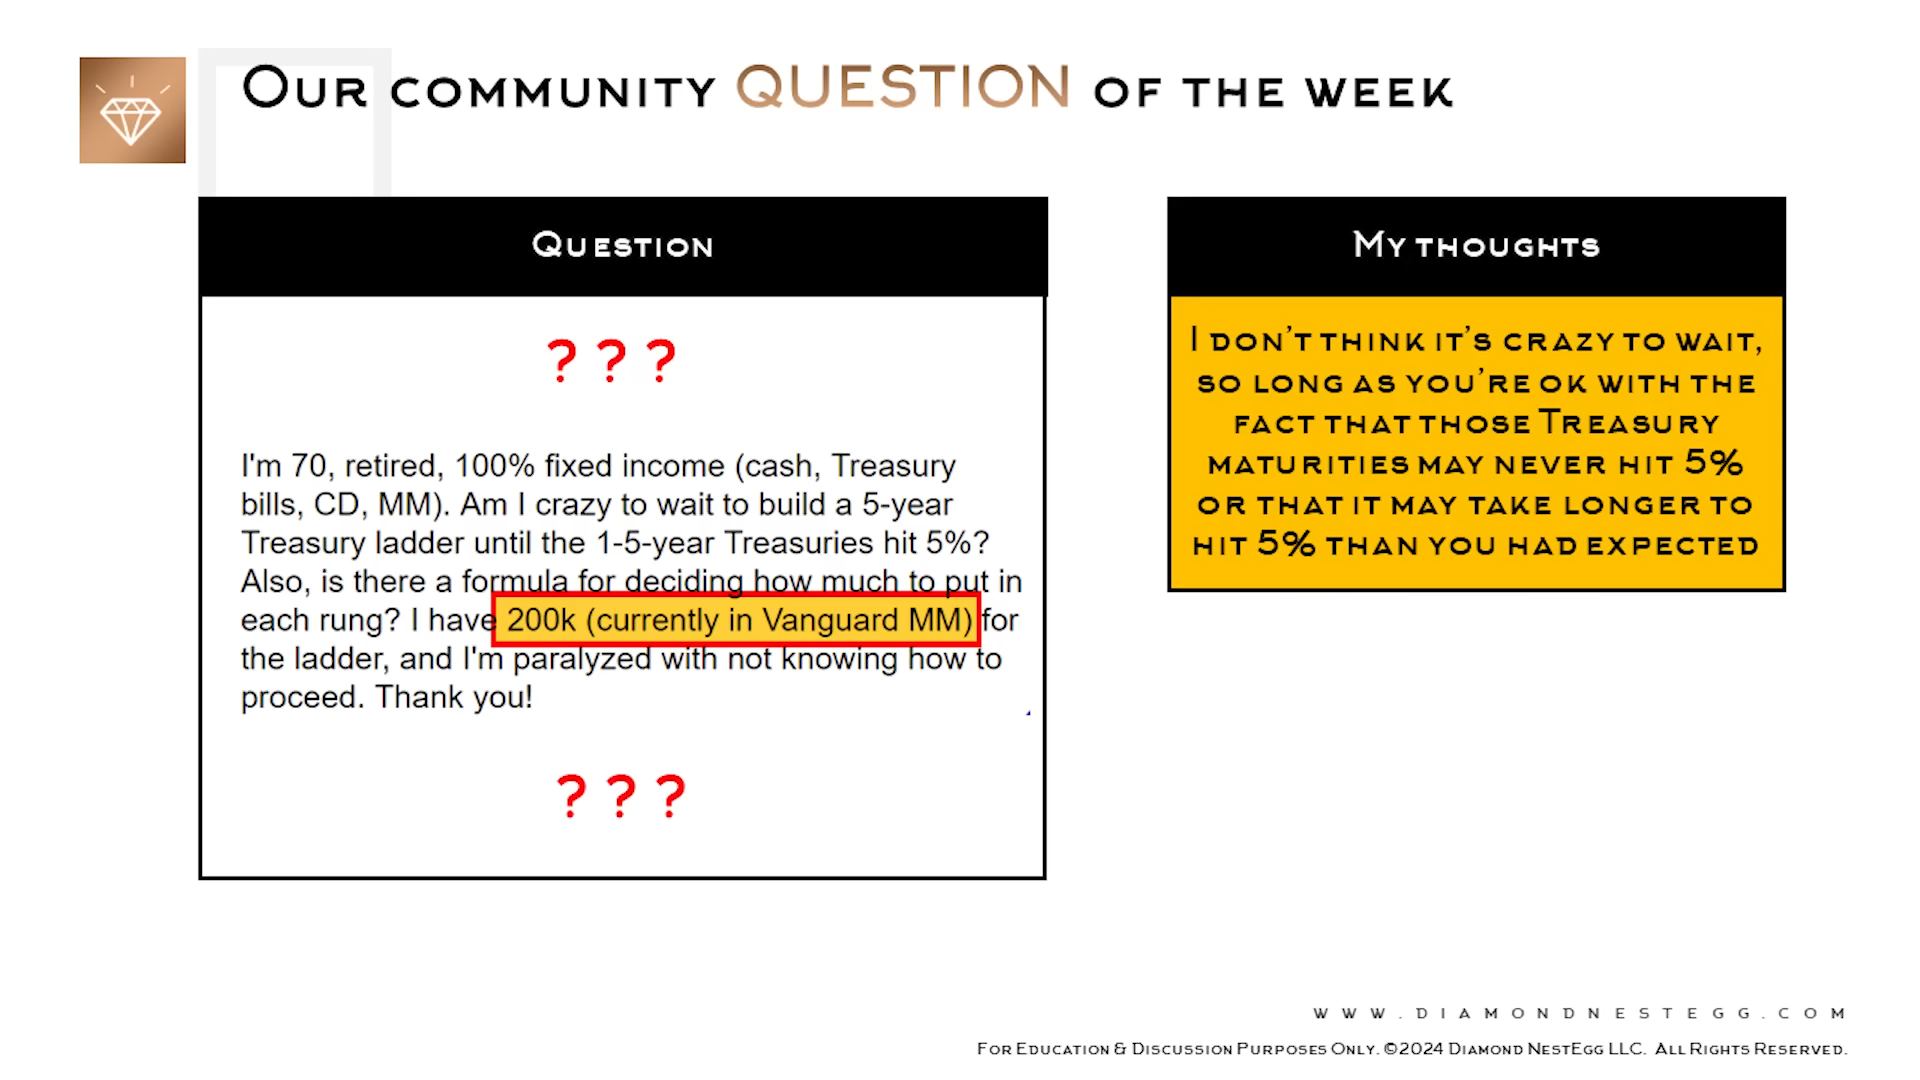 OUR COMMUNITY QUESTION OF THE WEEK
QUESTION
? ? ?
I'm 70, retired, 100% fixed income (cash, Treasury
bills, CD, MM). Am I crazy to wait to build a 5-year
Treasury ladder until the 1-5-year Treasuries hit 5%?
Also, is there a formula for deciding how much to put in
each rung? I have 200k (currently in Vanguard MM) for
the ladder, and I'm paralyzed with not knowing how to
proceed. Thank you!
? ? ?
MY THOUGHTS
I DON'T THINK IT'S CRAZY TO WAIT,
SO LONG AS YOU'RE OK WITH THE
FACT THAT THOSE TREASURY
MATURITIES MAY NEVER HIT 5%
OR THAT IT MAY TAKE LONGER TO
HIT 5% THAN YOU HAD EXPECTED
WWW.DIAMONDNESTEGG.COM
FOR EDUCATION & DISCUSSION PURPOSES ONLY. ©2024 DIAMOND NESTEGG LLC. ALL RIGHTS RESERVED.